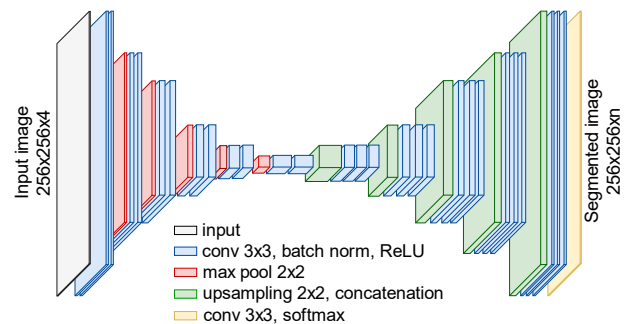 Input image
256x256x4
input
conv 3x3, batch norm, ReLU
max pool 2x2
upsampling 2x2, concatenation
conv 3x3, softmax
Segmented image
256x256xn